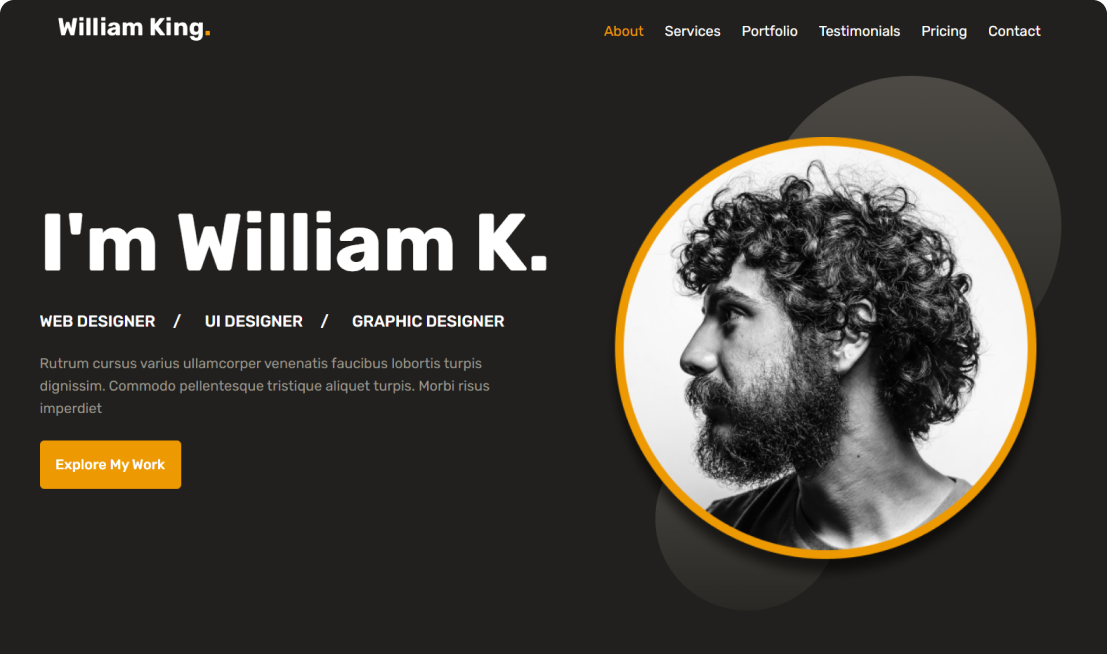 William King.
About Services Portfolio Testimonials Pricing Contact
I'm William K.
WEB DESIGNER / UI DESIGNER / GRAPHIC DESIGNER
Rutrum cursus varius ullamcorper venenatis faucibus lobortis turpis
dignissim. Commodo pellentesque tristique aliquet turpis. Morbi risus
imperdiet
Explore My Work